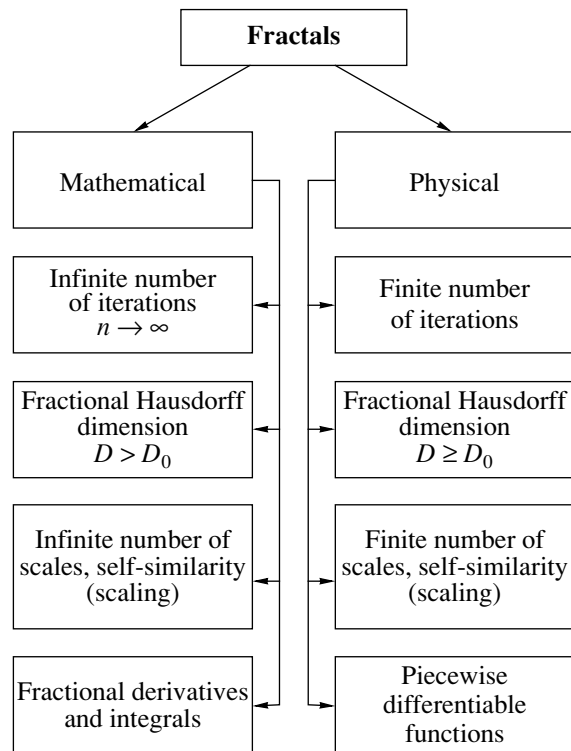 Fractals
Mathematical
Physical
Infinite number
of iterations
n → ∞
Finite number
of iterations
Fractional Hausdorff
dimension
D > D₀
Fractional Hausdorff
dimension
D ≥ D₀
Infinite number of
scales, self-similarity
(scaling)
Finite number of
scales, self-similarity
(scaling)
Fractional derivatives
and integrals
Piecewise
differentiable
functions